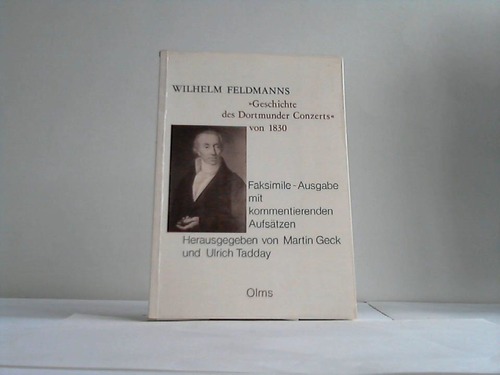 WILHELM FELDMANNS
»Geschichte
des Dortmunder Conzerts«
von 1830
Faksimile-Ausgabe
mit
kommentierenden
Aufsätzen
Herausgegeben von Martin Geck
und Ulrich Tadday
Olms